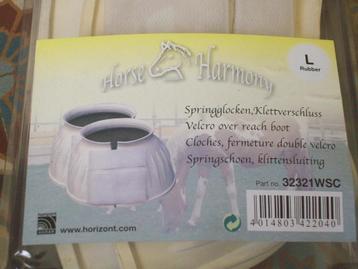 Horse Harmony
L
Rubber
Springglocken,Klettverschluss
Velcro over reach boot
Cloches, fermeture double velcro
Springschoen, klittensluiting
Part no. 32321WSC
www.horizont.com
4 014803 422040